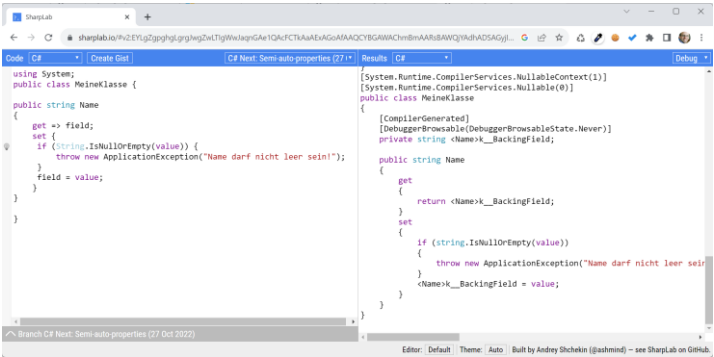 SharpLab
sharplab.io/#v2:EYLgZgpghgLgrgJwgZwLTIgWwJaqnGAe1QAcFCTkAaAExAGoAfAAQCYBGAWAChmBmAARsBAWQjYAdhADSAGyjI...
Code C# Create Gist C# Next: Semi-auto-properties (27 Results C# Debug
using System;
public class MeineKlasse {
public string Name
{
get => field;
set {
if (String.IsNullOrEmpty(value)) {
throw new ApplicationException("Name darf nicht leer sein!");
}
field = value;
}
}
}
[System.Runtime.CompilerServices.NullableContext(1)]
[System.Runtime.CompilerServices.Nullable(0)]
public class MeineKlasse
{
[CompilerGenerated]
[DebuggerBrowsable(DebuggerBrowsableState.Never)]
private string <Name>k__BackingField;
public string Name
{
get
{
return <Name>k__BackingField;
}
set
{
if (string.IsNullOrEmpty(value))
{
throw new ApplicationException("Name darf nicht leer sein
}
<Name>k__BackingField = value;
}
}
}
Branch C# Next: Semi-auto-properties (27 Oct 2022)
Editor: Default Theme: Auto Built by Andrey Shchekin (@ashmind) — see SharpLab on GitHub.